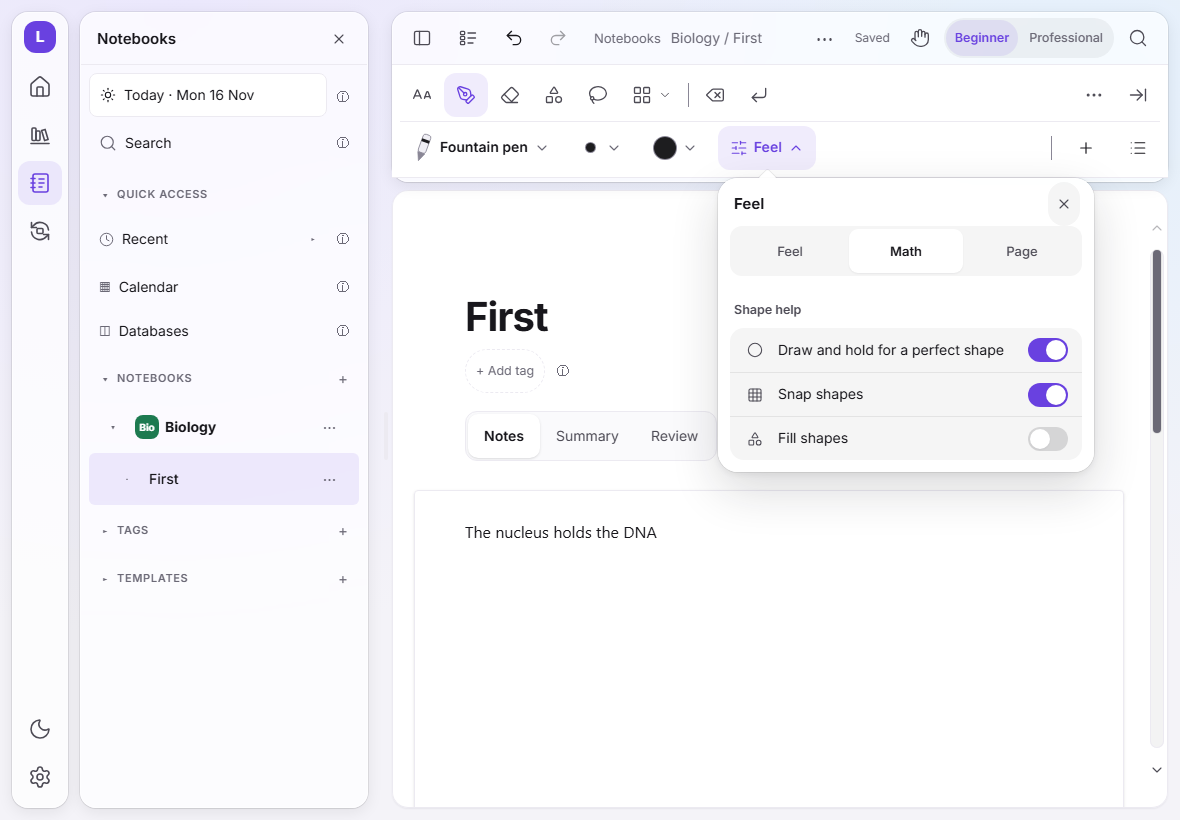 L
Notebooks
Today · Mon 16 Nov
Search
QUICK ACCESS
Recent
Calendar
Databases
NOTEBOOKS
Bio Biology
First
TAGS
TEMPLATES
Notebooks Biology / First
Saved
Beginner Professional
AA
Fountain pen
Feel
Feel
Feel Math Page
Shape help
Draw and hold for a perfect shape
Snap shapes
Fill shapes
First
+ Add tag
Notes Summary Review
The nucleus holds the DNA